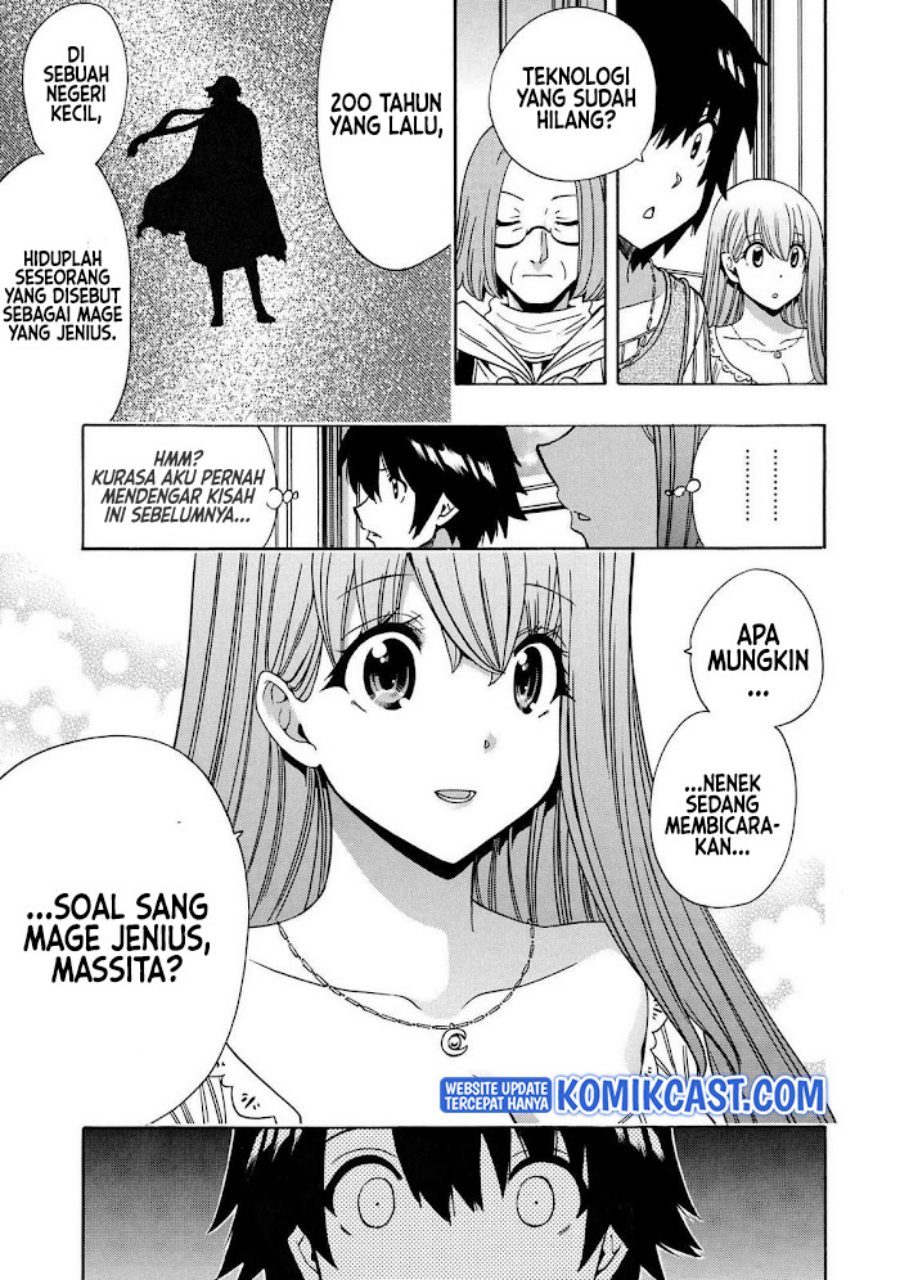 TEKNOLOGI
YANG SUDAH
HILANG?
200 TAHUN
YANG LALU,
DI
SEBUAH
NEGERI
KECIL,
HIDUPLAH
SESEORANG
YANG DISEBUT
SEBAGAI MAGE
YANG JENIUS.
HMM?
KURASA AKU PERNAH
MENDENGAR KISAH
INI SEBELUMNYA...
APA
MUNGKIN
...
...NENEK
SEDANG
MEMBICARA-
KAN...
...SOAL SANG
MAGE JENIUS,
MASSITA?
WEBSITE UPDATE
TERCEPAT HANYA
KOMIKCAST.COM